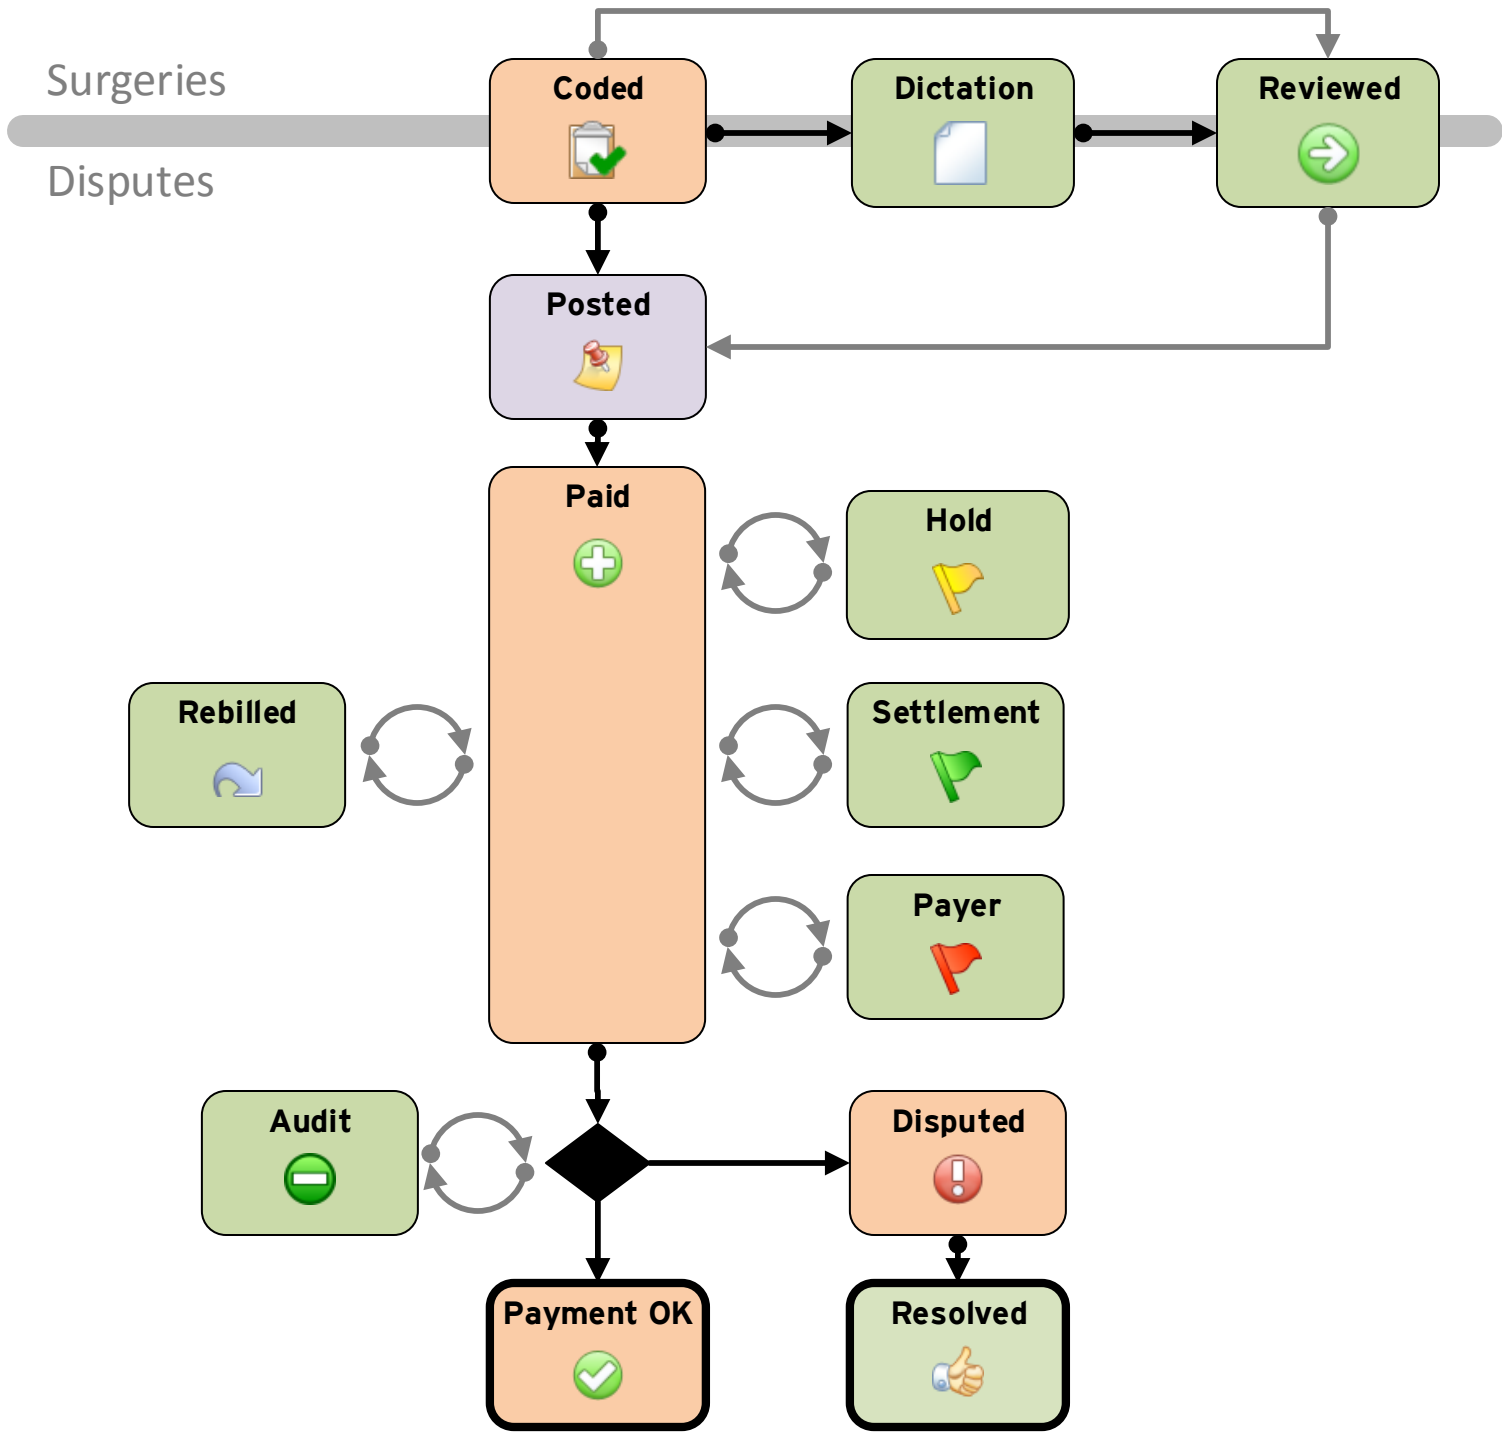 Surgeries
Disputes
Coded
Dictation
Reviewed
Posted
Paid
Hold
Rebilled
Settlement
Payer
Audit
Disputed
Payment OK
Resolved